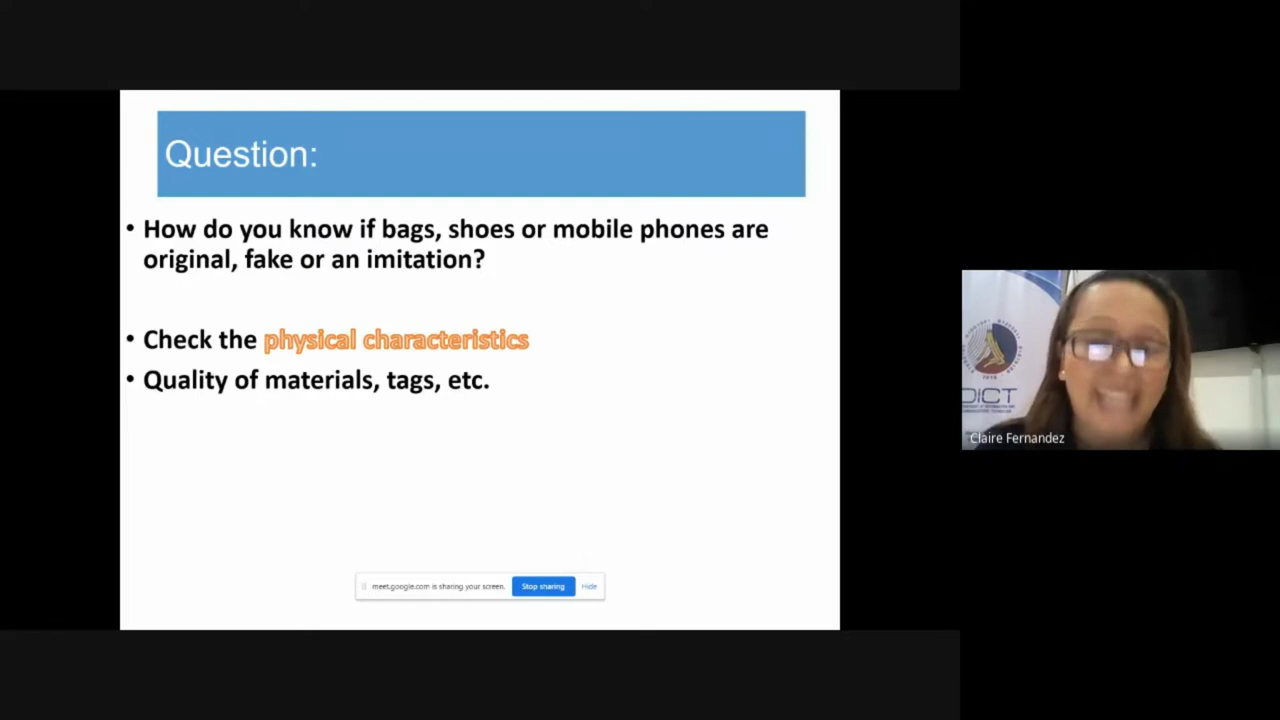 Question:
• How do you know if bags, shoes or mobile phones are
original, fake or an imitation?
• Check the physical characteristics
• Quality of materials, tags, etc.
meet.google.com is sharing your screen. Stop sharing Hide
DICT
Claire Fernandez